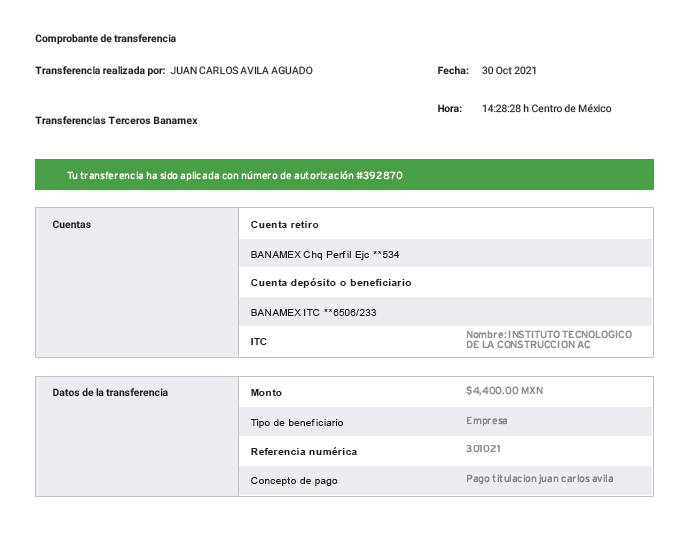 Comprobante de transferencia
Transferencia realizada por: JUAN CARLOS AVILA AGUADO
Fecha: 30 Oct 2021
Hora: 14:28:28 h Centro de México
Transferencias Terceros Banamex
Tu transferencia ha sido aplicada con número de autorización #392870
Cuentas
Cuenta retiro
BANAMEX Chq Perfil Ejc **534
Cuenta depósito o beneficiario
BANAMEX ITC **6506/233
ITC
Nombre: INSTITUTO TECNOLOGICO
DE LA CONSTRUCCION AC
Datos de la transferencia
Monto $4,400.00 MXN
Tipo de beneficiario Empresa
Referencia numérica 301021
Concepto de pago Pago titulacion juan carlos avila